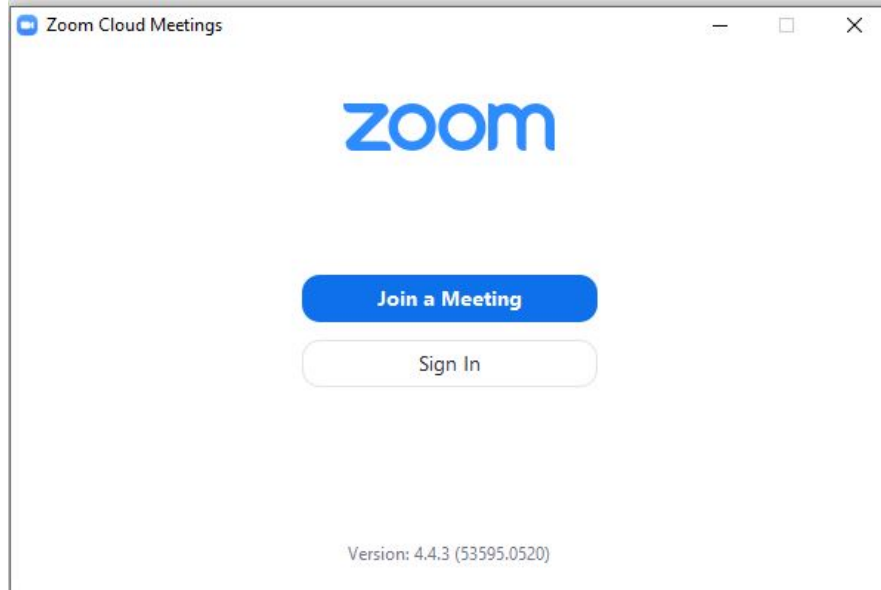 Zoom Cloud Meetings
zoom
Join a Meeting
Sign In
Version: 4.4.3 (53595.0520)